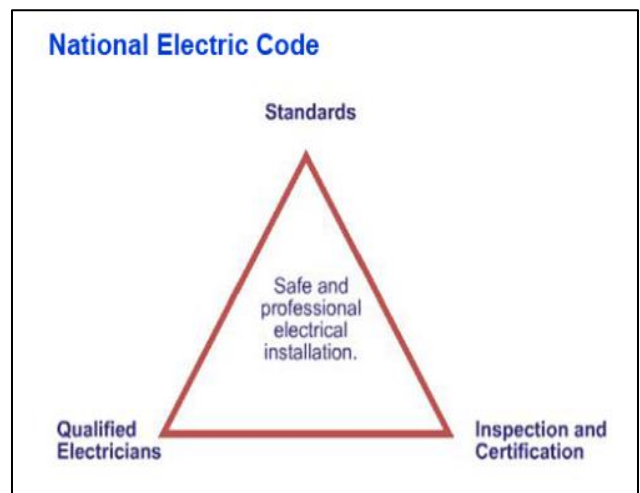 National Electric Code
Standards
Safe and
professional
electrical
installation.
Qualified
Electricians
Inspection and
Certification